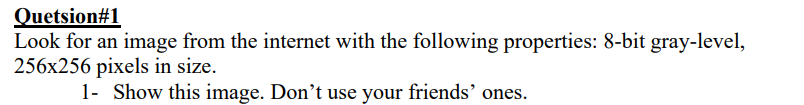 Quetsion#1
Look for an image from the internet with the following properties: 8-bit gray-level,
256x256 pixels in size.
1- Show this image. Don’t use your friends’ ones.